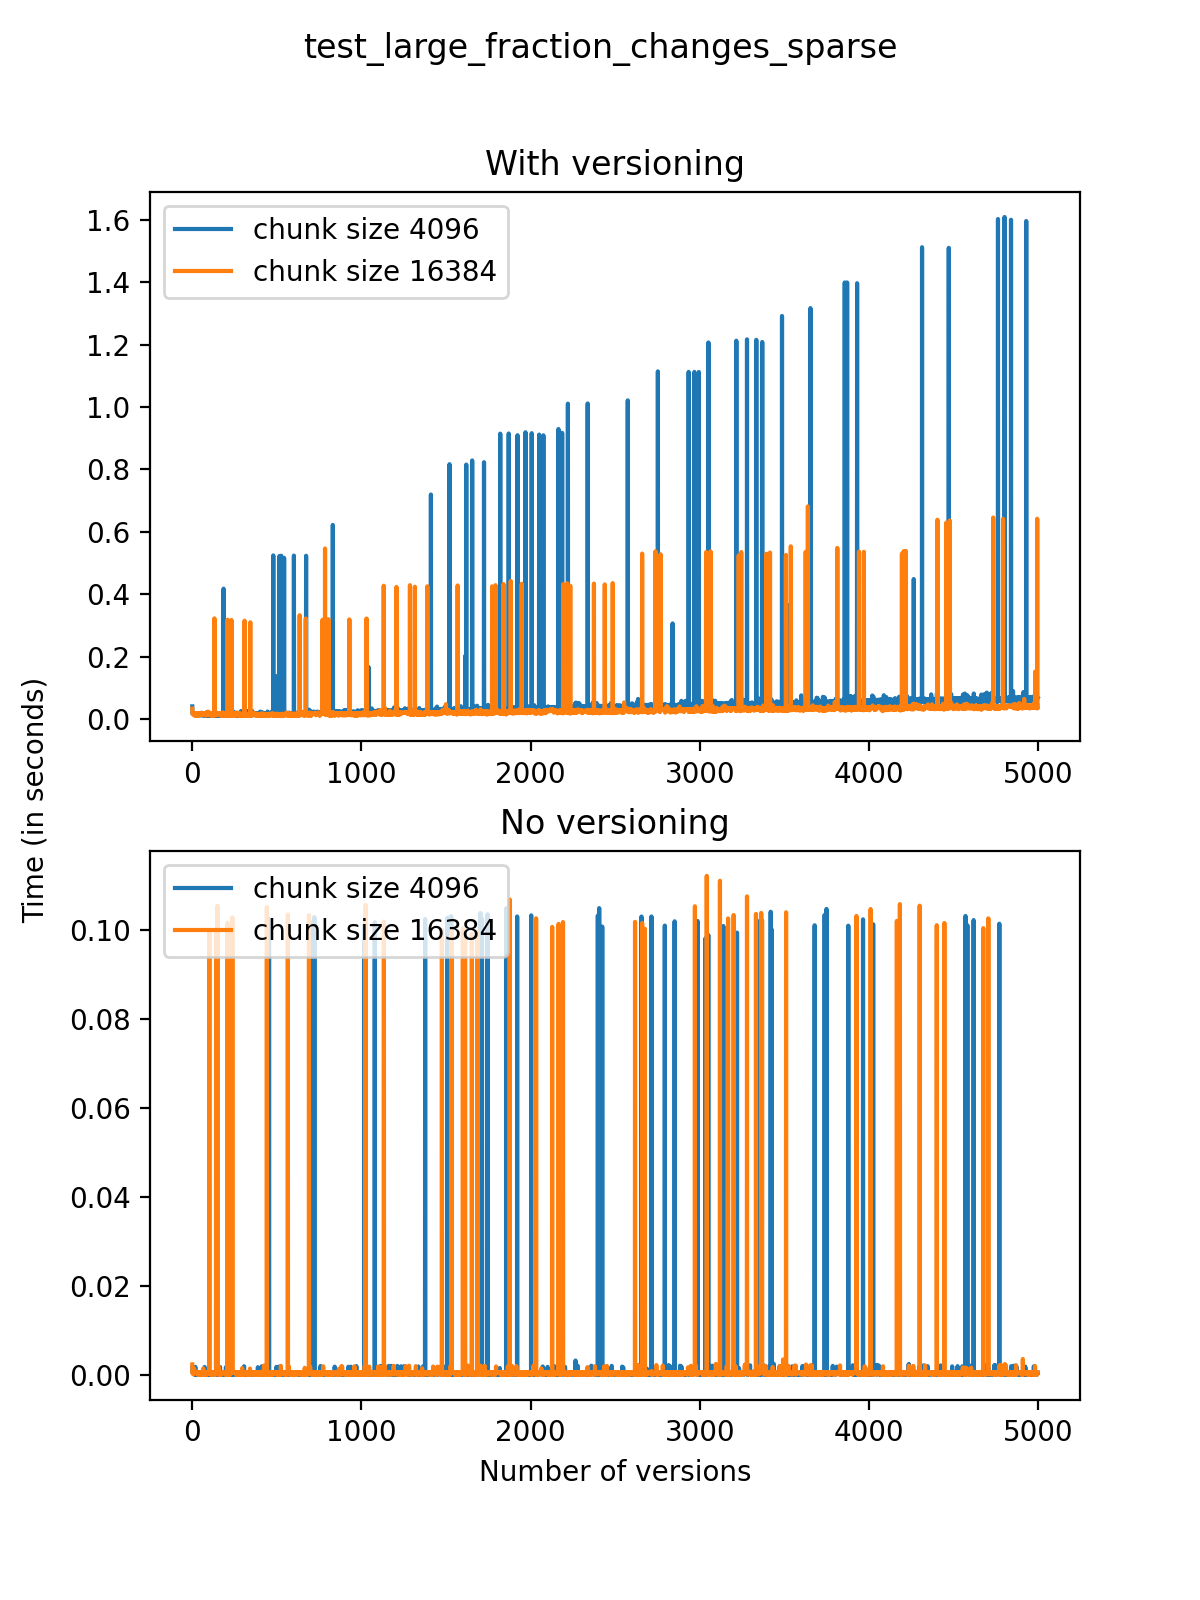 test_large_fraction_changes_sparse
With versioning
chunk size 4096
chunk size 16384
1.6
1.4
1.2
1.0
0.8
0.6
0.4
0.2
0.0
0 1000 2000 3000 4000 5000
Time (in seconds)
No versioning
chunk size 4096
chunk size 16384
0.10
0.08
0.06
0.04
0.02
0.00
0 1000 2000 3000 4000 5000
Number of versions